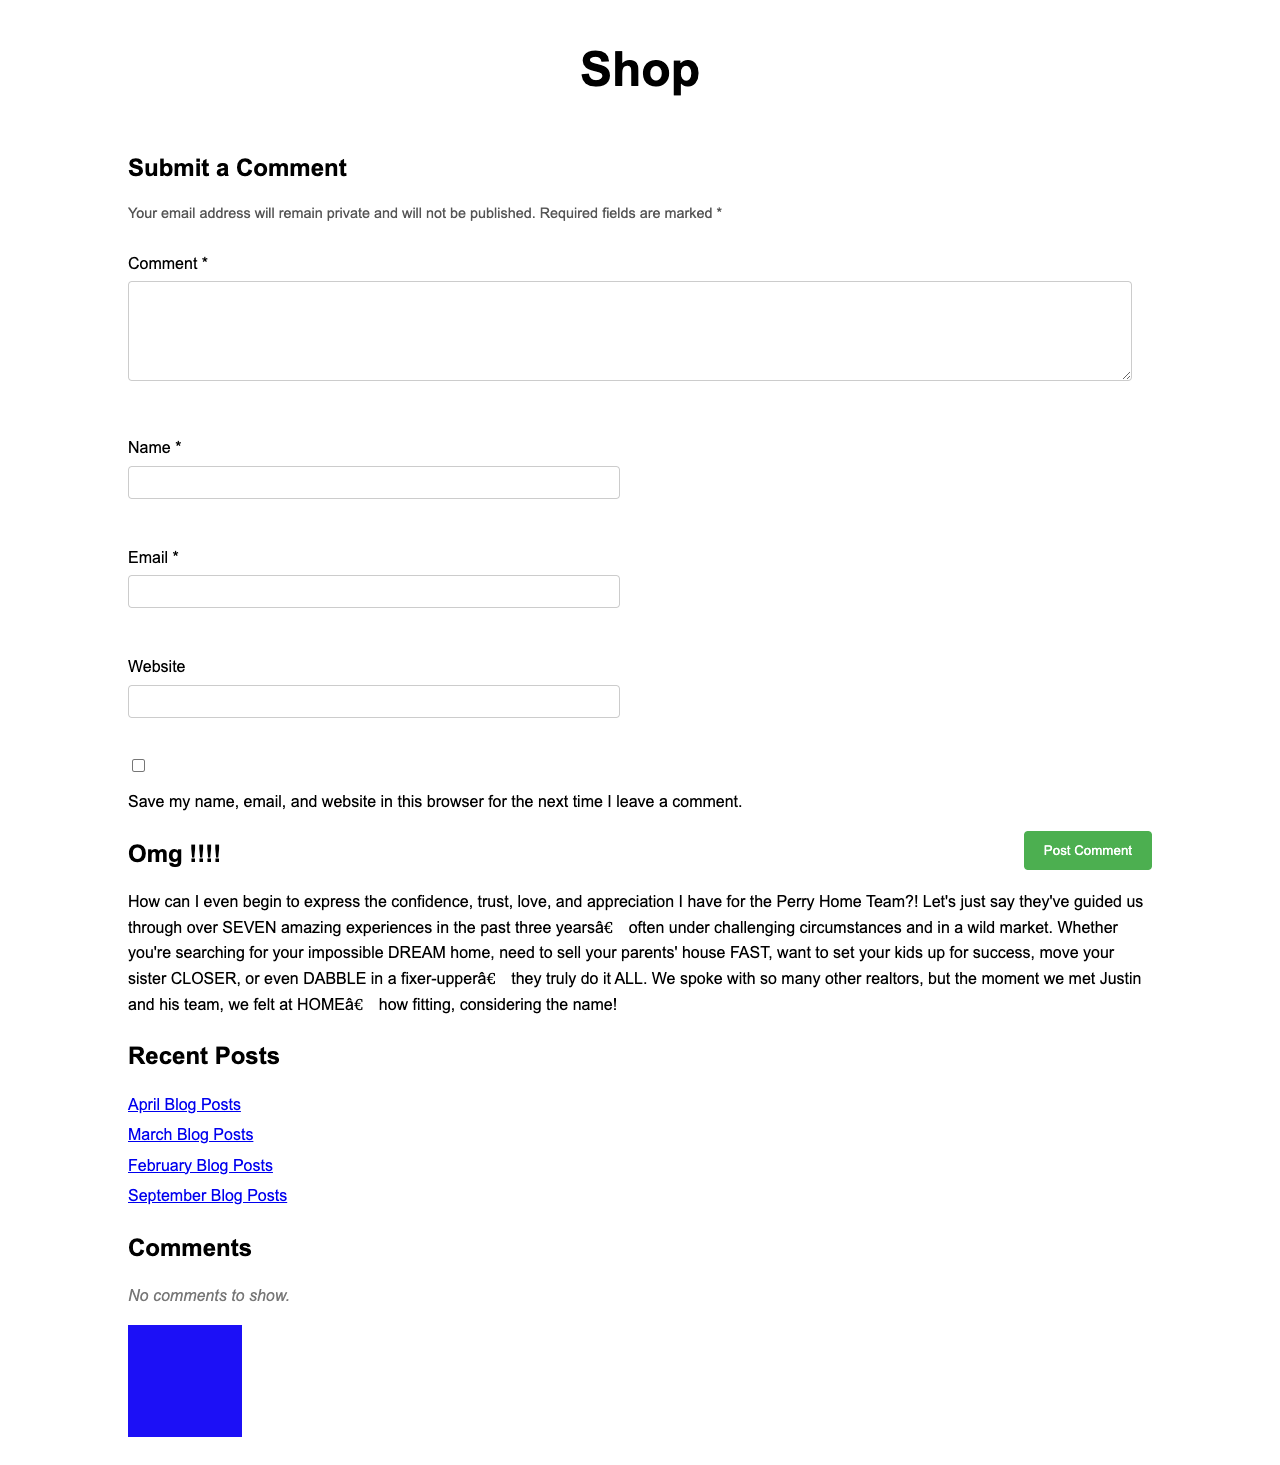 Shop
Submit a Comment
Your email address will remain private and will not be published. Required fields are marked *
Comment *
Name *
Email *
Website
Save my name, email, and website in this browser for the next time I leave a comment.
Post Comment
Omg !!!!
How can I even begin to express the confidence, trust, love, and appreciation I have for the Perry Home Team?! Let's just say they've guided us
through over SEVEN amazing experiences in the past three yearsâ€ often under challenging circumstances and in a wild market. Whether
you're searching for your impossible DREAM home, need to sell your parents' house FAST, want to set your kids up for success, move your
sister CLOSER, or even DABBLE in a fixer-upperâ€ they truly do it ALL. We spoke with so many other realtors, but the moment we met Justin
and his team, we felt at HOMEâ€ how fitting, considering the name!
Recent Posts
April Blog Posts
March Blog Posts
February Blog Posts
September Blog Posts
Comments
No comments to show.